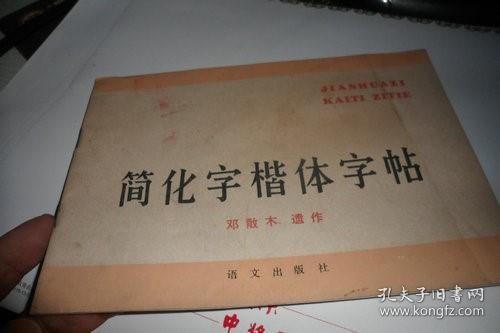 JIANHUAZI
KAITI ZITIE
简化字楷体字帖
邓散木 遗作
语文出版社
孔夫子旧书网
www.kongfz.com